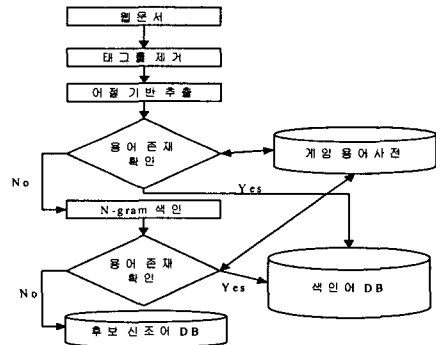 웹문서
태그를 제거
어절 기반 추출
용어 존재
확인
게임 용어사전
No
Yes
N-gram 색인
용어 존재
확인
색인어 DB
No
Yes
후보 신조어 DB